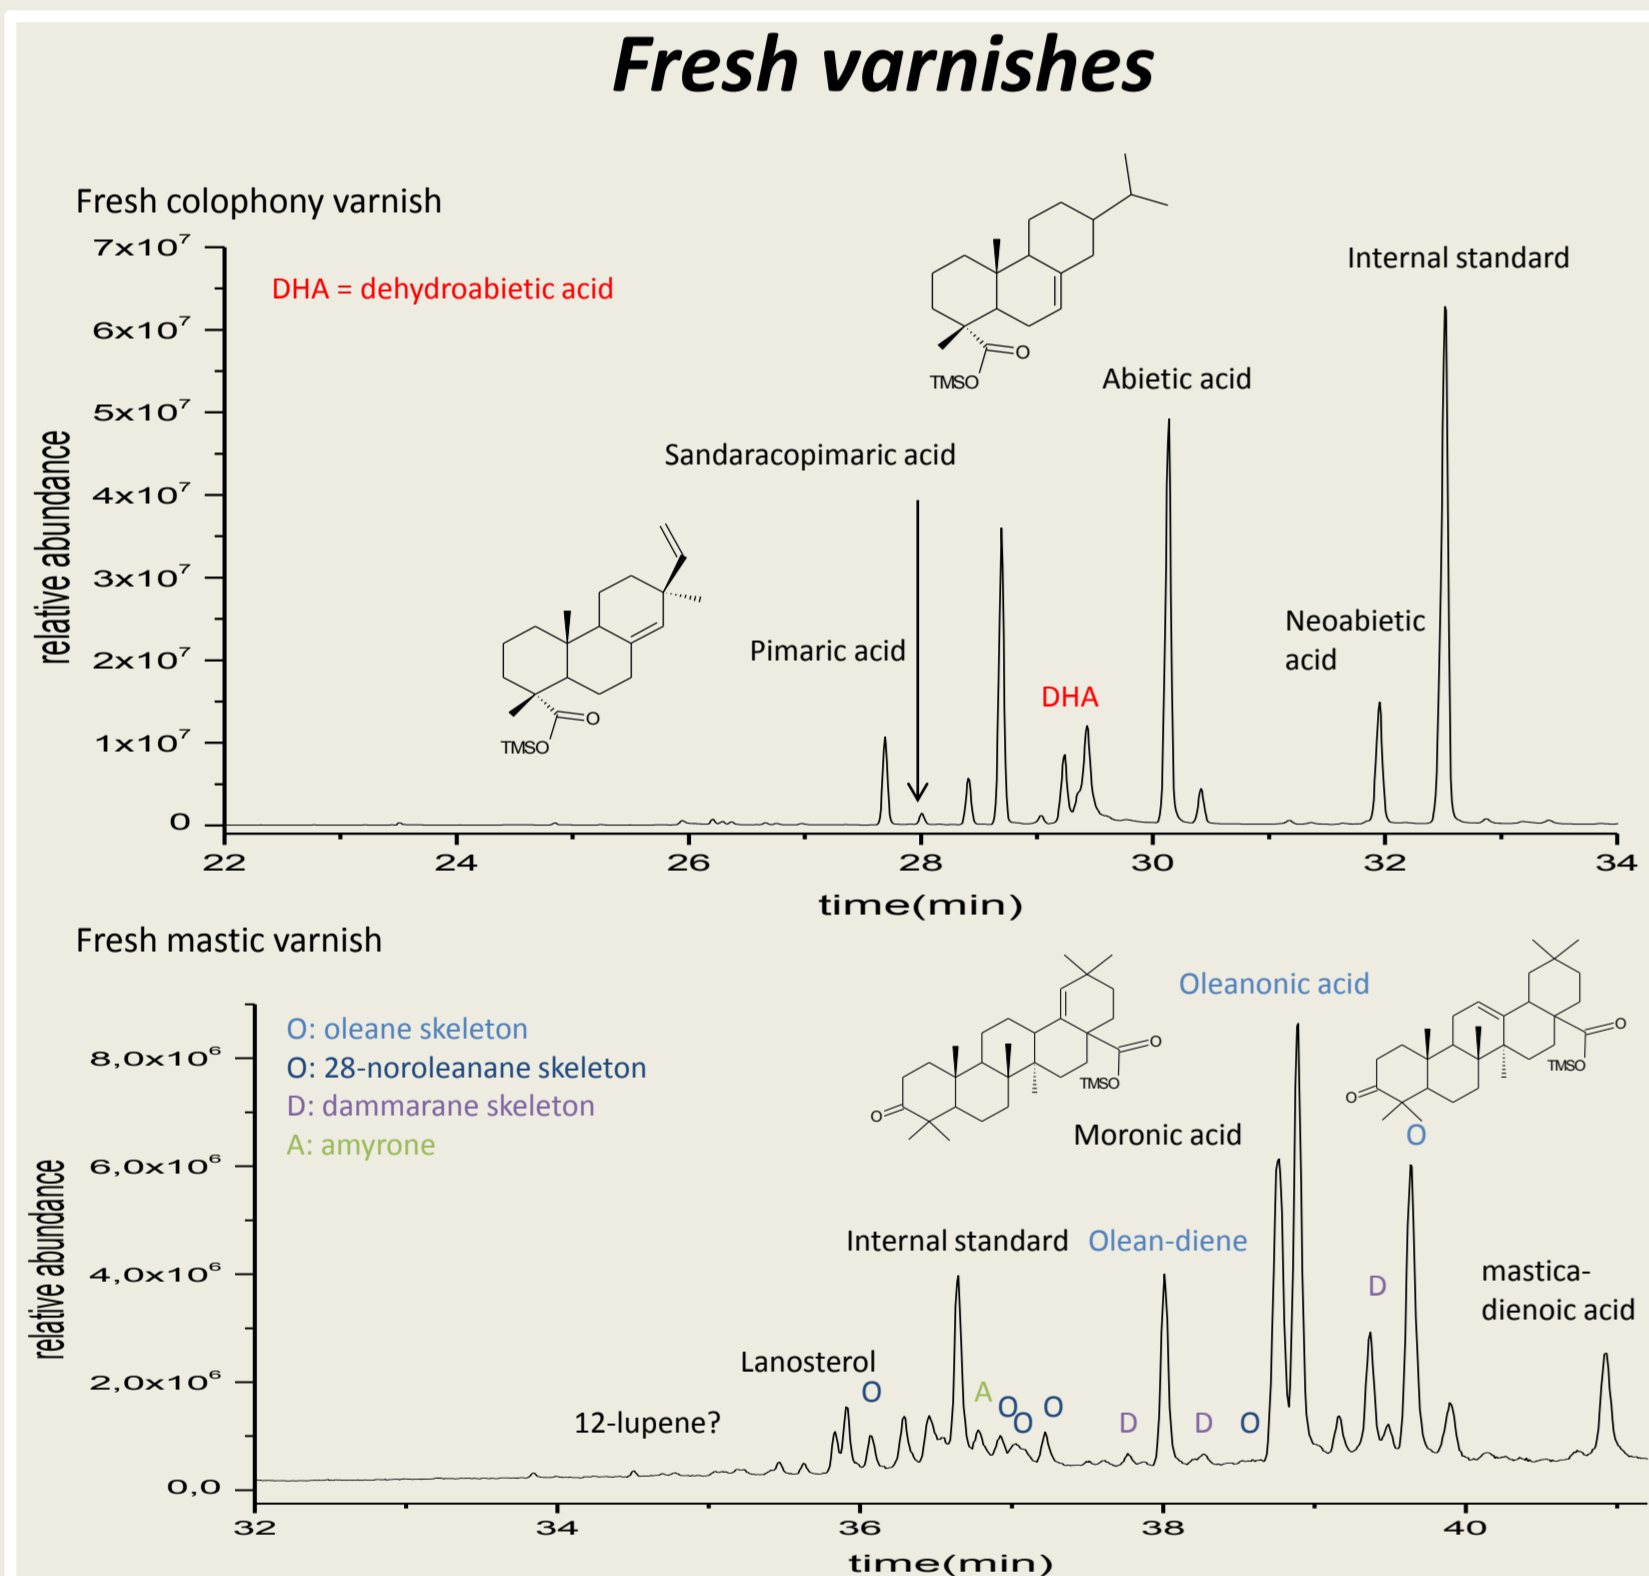 Fresh varnishes
Fresh colophony varnish
7x10⁷
6x10⁷
5x10⁷
4x10⁷
3x10⁷
2x10⁷
1x10⁷
0
relative abundance
DHA = dehydroabietic acid
Internal standard
O
TMSO
Abietic acid
Sandaracopimaric acid
Neoabietic
acid
Pimaric acid
DHA
O
TMSO
22 24 26 28 30 32 34
time(min)
Fresh mastic varnish
O: oleane skeleton
O: 28-noroleanane skeleton
D: dammarane skeleton
A: amyrone
8,0x10⁶
6,0x10⁶
4,0x10⁶
2,0x10⁶
0,0
relative abundance
Oleanonic acid
O
TMSO
O
O
TMSO
O
Moronic acid
O
Internal standard
Olean-diene
mastica-
dienoic acid
D
Lanosterol
O
A
O
O
O
12-lupene?
D
D
O
32 34 36 38 40
time(min)